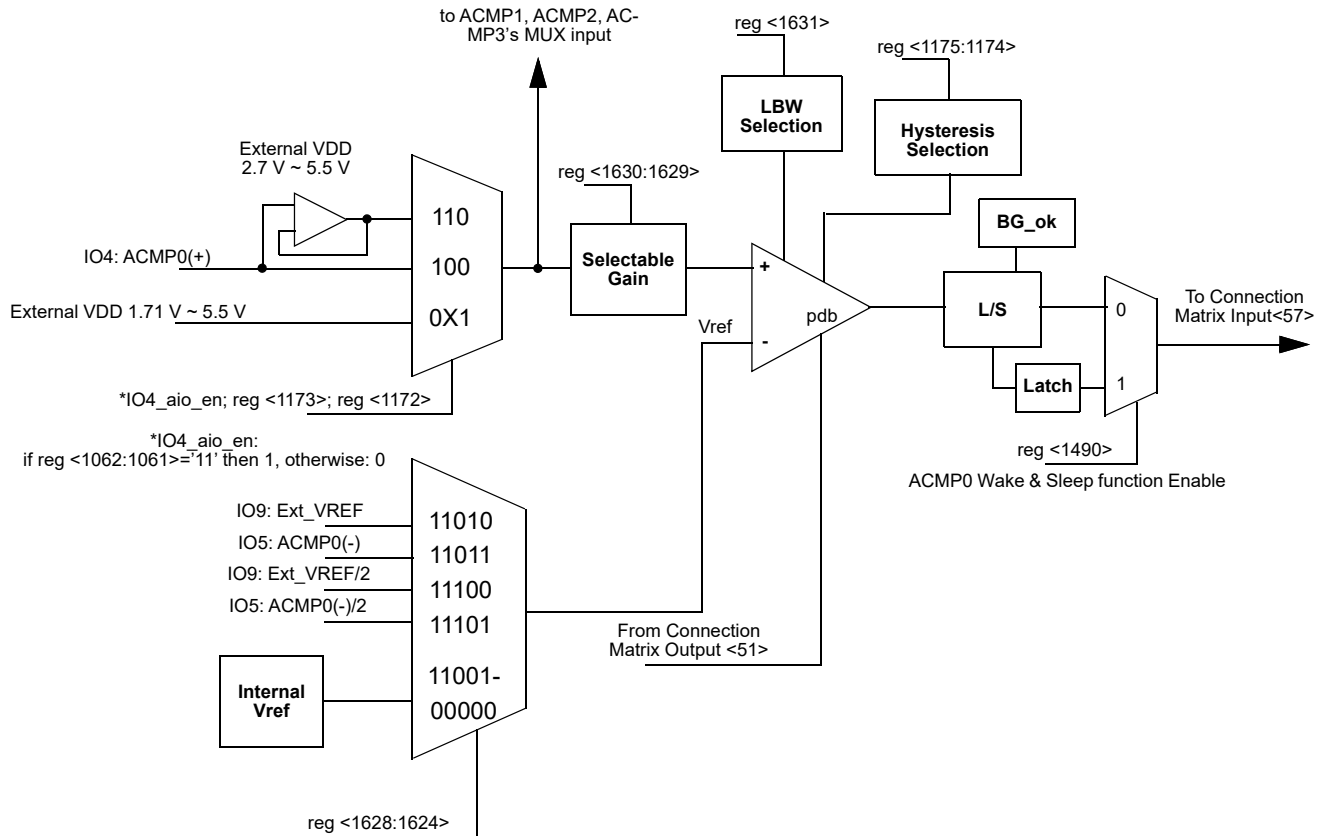 to ACMP1, ACMP2, AC-
MP3's MUX input
reg <1631>
reg <1175:1174>
LBW
Selection
Hysteresis
Selection
External VDD
2.7 V ~ 5.5 V
reg <1630:1629>
110
BG_ok
IO4: ACMP0(+)
100
Selectable
Gain
+
External VDD 1.71 V ~ 5.5 V
0X1
Vref
-
pdb
L/S
0
To Connection
Matrix Input<57>
Latch
1
*IO4_aio_en; reg <1173>; reg <1172>
*IO4_aio_en:
if reg <1062:1061>='11' then 1, otherwise: 0
reg <1490>
ACMP0 Wake & Sleep function Enable
IO9: Ext_VREF
11010
IO5: ACMP0(-)
11011
IO9: Ext_VREF/2
11100
IO5: ACMP0(-)/2
11101
From Connection
Matrix Output <51>
Internal
Vref
11001-
00000
reg <1628:1624>